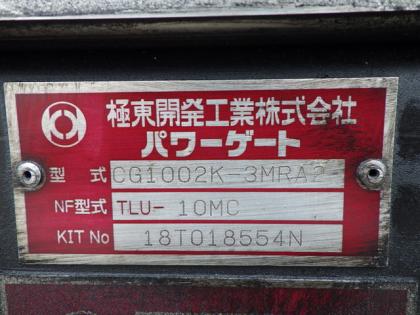 極東開発工業株式会社
パワーゲート
型 式 CG1002K-3MRA2
NF型式 TLU- 10MC
KIT No 18T018554N